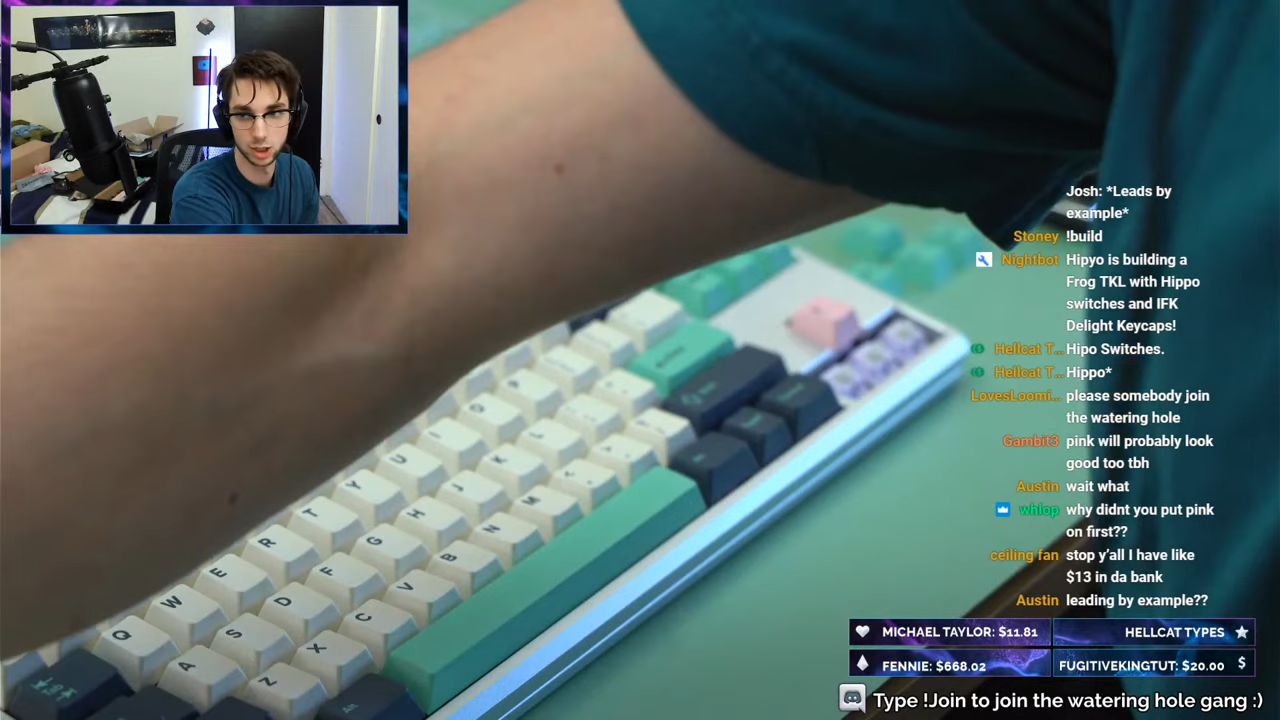 Josh: *Leads by
example*
Stoney !build
Nightbot Hipyo is building a
Frog TKL with Hippo
switches and IFK
Delight Keycaps!
Hellcat T... Hipo Switches.
Hellcat T... Hippo*
LovesLoomi... please somebody join
the watering hole
Gambit3 pink will probably look
good too tbh
Austin wait what
whlop why didnt you put pink
on first??
ceiling fan stop y'all I have like
$13 in da bank
Austin leading by example??
MICHAEL TAYLOR: $11.81 HELLCAT TYPES
FENNIE: $668.02 FUGITIVEKINGTUT: $20.00 $
Type !Join to join the watering hole gang :)
Q W E R T Y U
A S D F G H J K L
Z X C V B N M
Alt